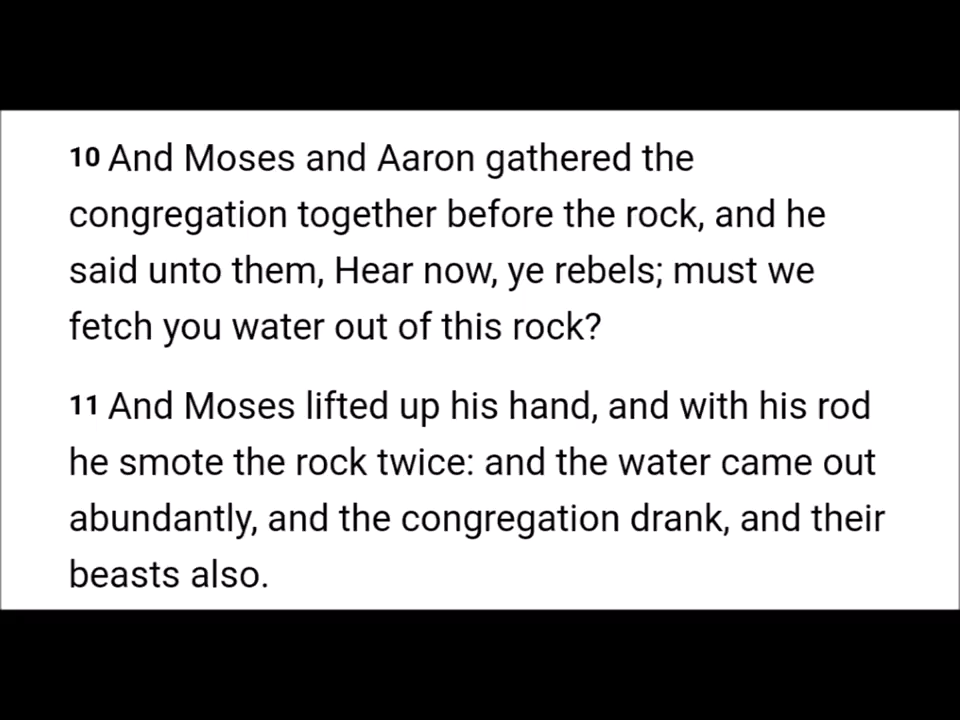 10 And Moses and Aaron gathered the
congregation together before the rock, and he
said unto them, Hear now, ye rebels; must we
fetch you water out of this rock?
11 And Moses lifted up his hand, and with his rod
he smote the rock twice: and the water came out
abundantly, and the congregation drank, and their
beasts also.